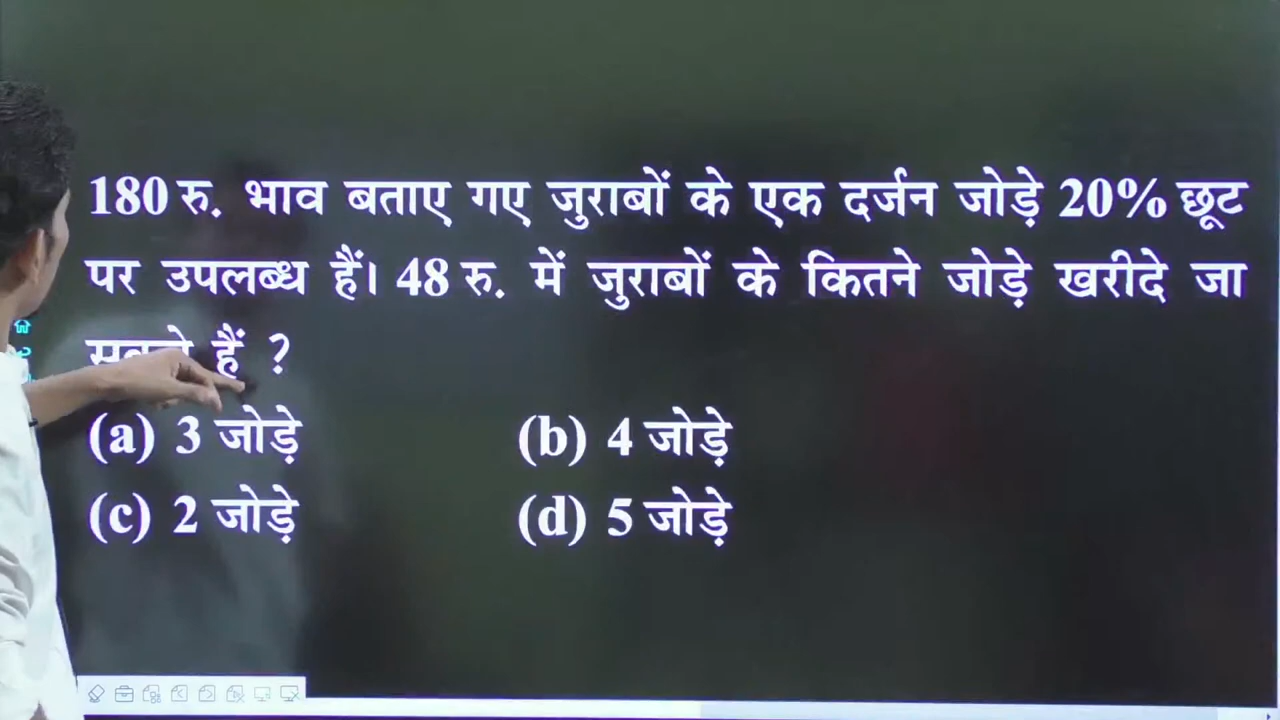 180 रु. भाव बताए गए जुराबों के एक दर्जन जोड़े 20% छूट
पर उपलब्ध हैं। 48 रु. में जुराबों के कितने जोड़े खरीदे जा
हैं ?
(a) 3 जोड़े (b) 4 जोड़े
(c) 2 जोड़े (d) 5 जोड़े